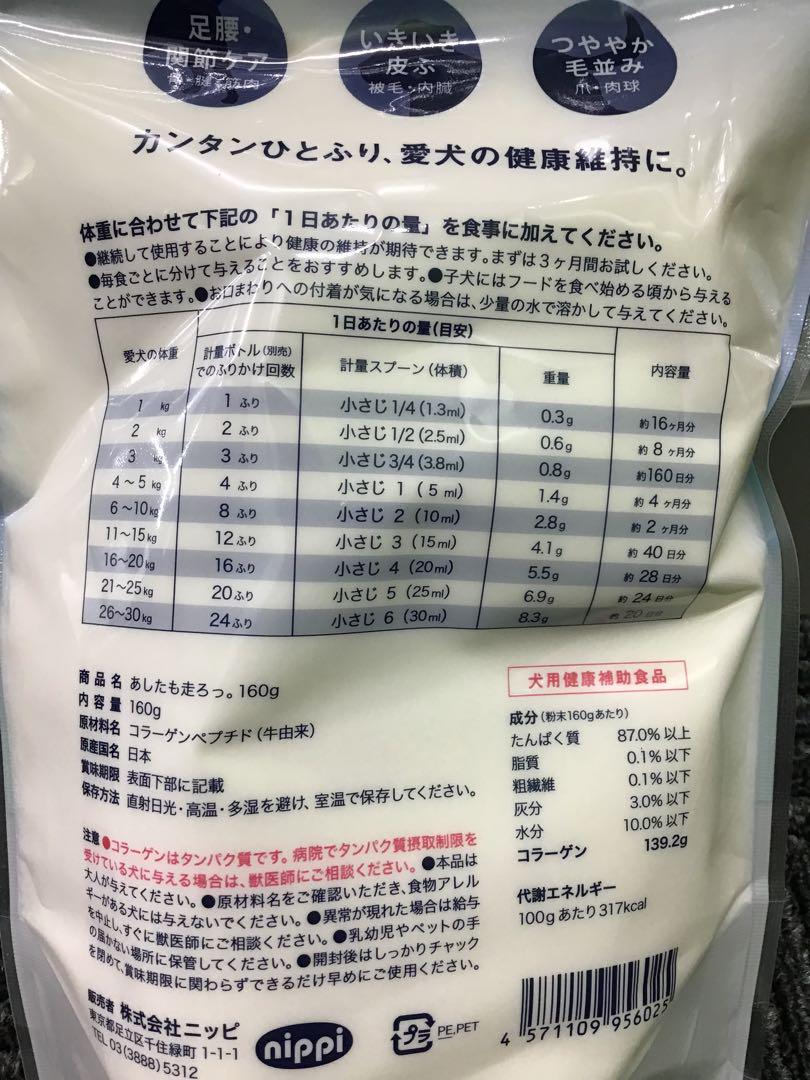 足腰・
関節ケア
骨・腱・筋肉
いきいき
皮ふ
被毛・内臓
つややか
毛並み
爪・肉球
カンタンひとふり、愛犬の健康維持に。
体重に合わせて下記の「1日あたりの量」を食事に加えてください。
●継続して使用することにより健康の維持が期待できます。まずは3ヶ月間お試しください。
●毎食ごとに分けて与えることをおすすめします。●子犬にはフードを食べ始める頃から与える
ことができます。●お口まわりへの付着が気になる場合は、少量の水で溶かして与えてください。
愛犬の体重 1日あたりの量(目安) 内容量
計量ボトル(別売)でのふりかけ回数 計量スプーン(体積) 重量
1 kg 1 ふり 小さじ1/4(1.3ml) 0.3g 約16ヶ月分
2 kg 2 ふり 小さじ1/2(2.5ml) 0.6g 約8ヶ月分
3 kg 3 ふり 小さじ3/4(3.8ml) 0.8g 約160日分
4~5 kg 4 ふり 小さじ 1 (5 ml) 1.4g 約4ヶ月分
6~10kg 8 ふり 小さじ 2 (10ml) 2.8g 約2ヶ月分
11~15kg 12ふり 小さじ 3 (15ml) 4.1g 約40日分
16~20kg 16ふり 小さじ 4 (20ml) 5.5g 約28日分
21~25kg 20ふり 小さじ 5 (25ml) 6.9g 約24日分
26~30kg 24ふり 小さじ 6 (30ml) 8.3g 約20日分
商品名 あしたも走ろっ。160g
内容量 160g
原材料名 コラーゲンペプチド(牛由来)
原産国名 日本
賞味期限 表面下部に記載
保存方法 直射日光・高温・多湿を避け、室温で保存してください。
注意●コラーゲンはタンパク質です。病院でタンパク質摂取制限を
受けている犬に与える場合は、獣医師にご相談ください。●本品は
大人が与えてください。●原材料名をご確認いただき、食物アレル
ギーがある犬には与えないでください。●異常が現れた場合は給与
を中止し、すぐに獣医師にご相談ください。●乳幼児やペットの手
の届かない場所に保管してください。●開封後はしっかりチャック
を閉めて、賞味期限に関わらずできるだけ早めにご使用ください。
販売者 株式会社ニッピ
東京都足立区千住緑町 1-1-1
TEL 03(3888)5312
nippi
プラ
PE,PET
犬用健康補助食品
成分(粉末160gあたり)
たんぱく質 87.0%以上
脂質 0.1%以下
粗繊維 0.1%以下
灰分 3.0%以下
水分 10.0%以下
コラーゲン 139.2g
代謝エネルギー
100gあたり317kcal
4 571109 956025